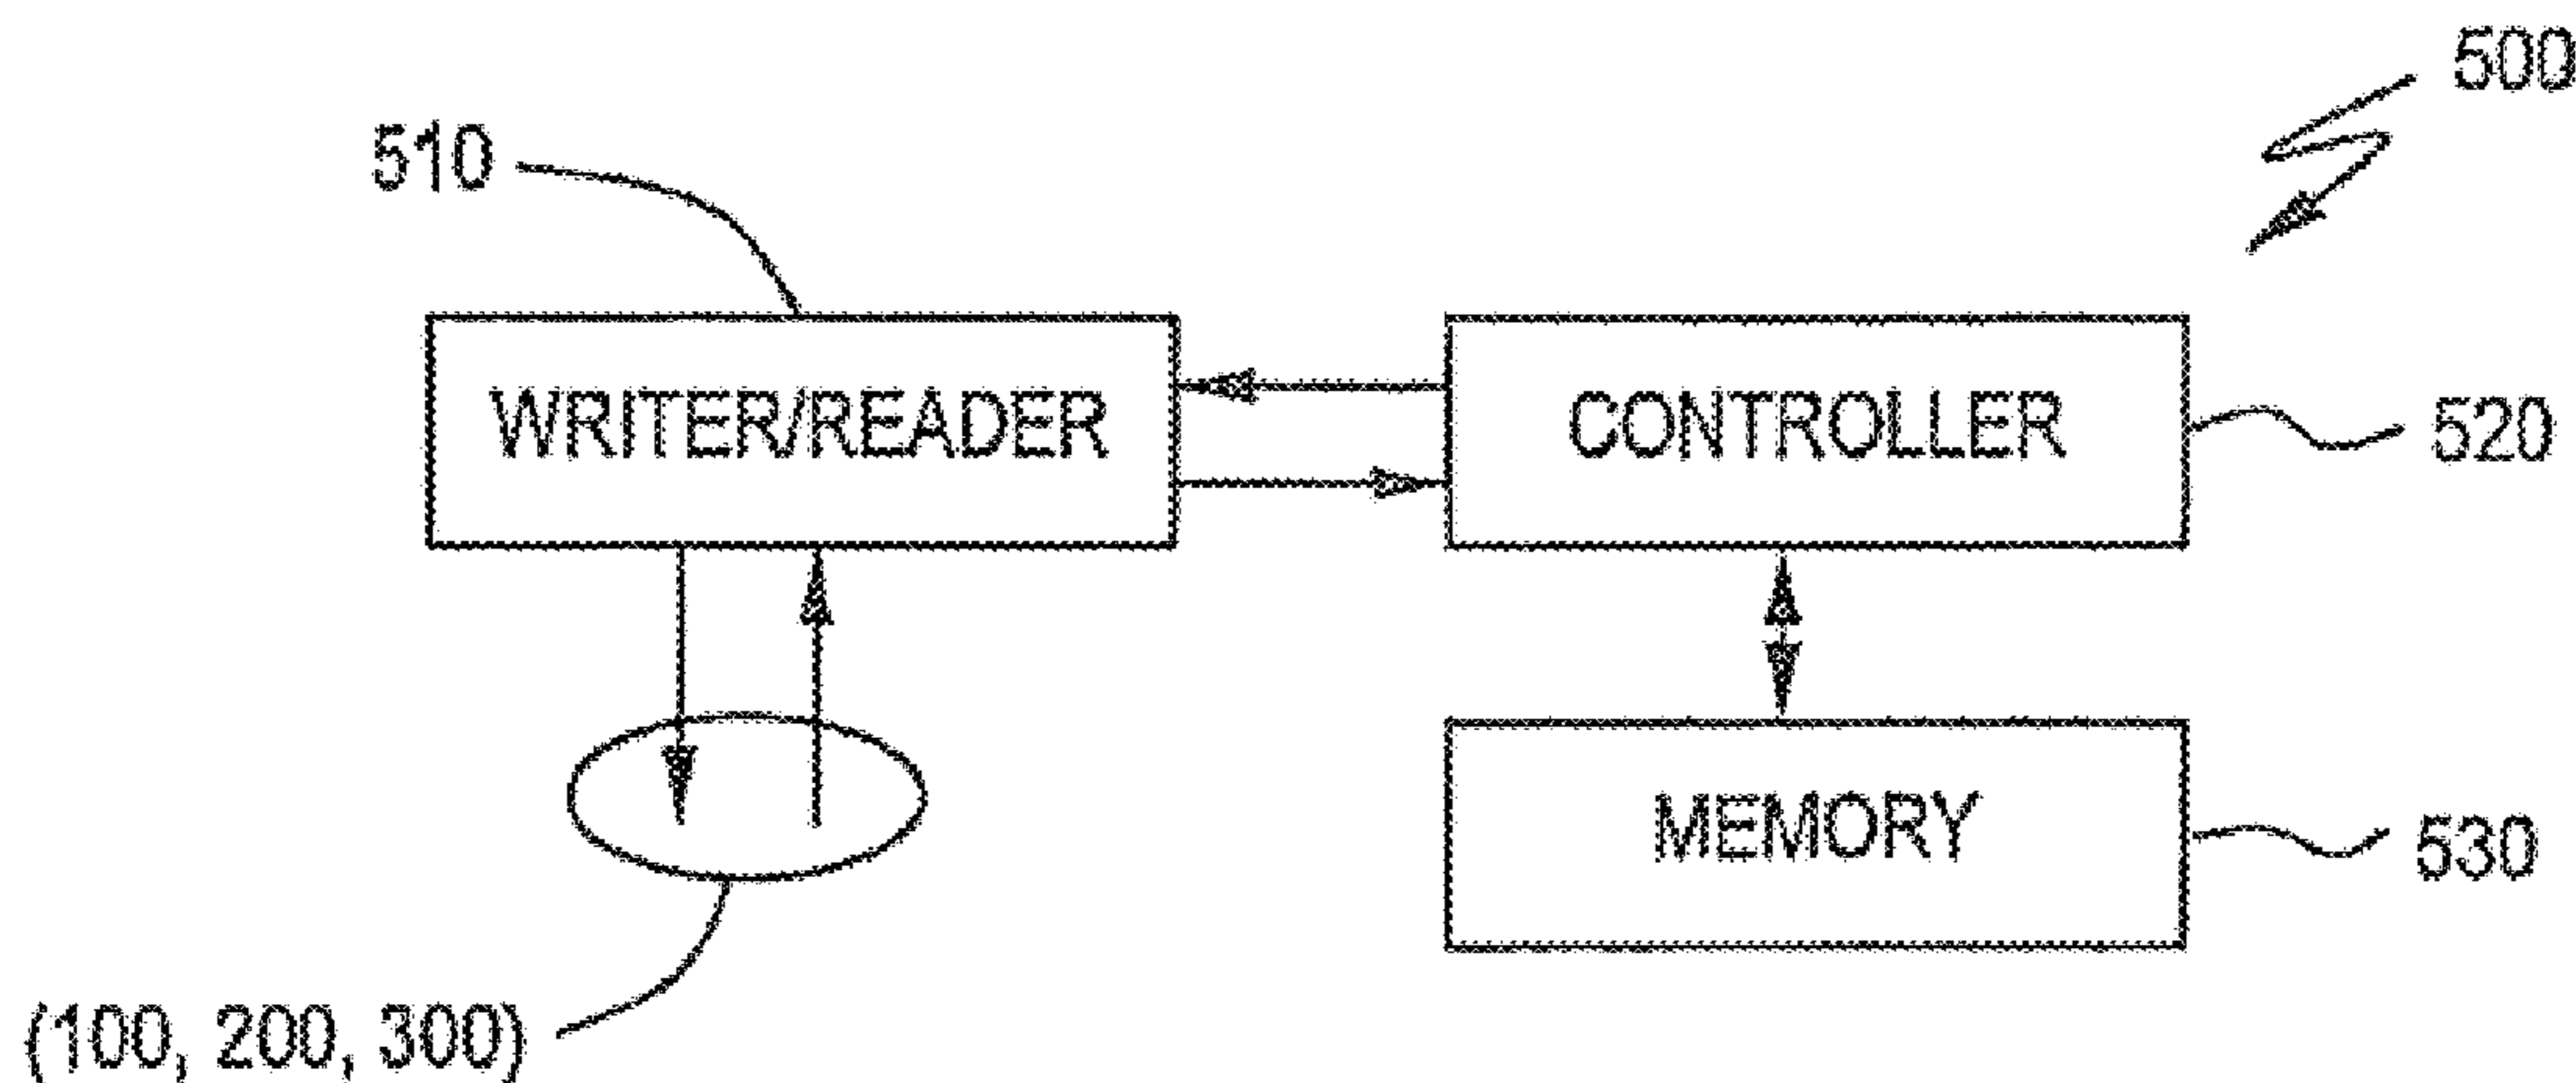 500
510
WRITER/READER
CONTROLLER
520
MEMORY
530
(100, 200, 300)